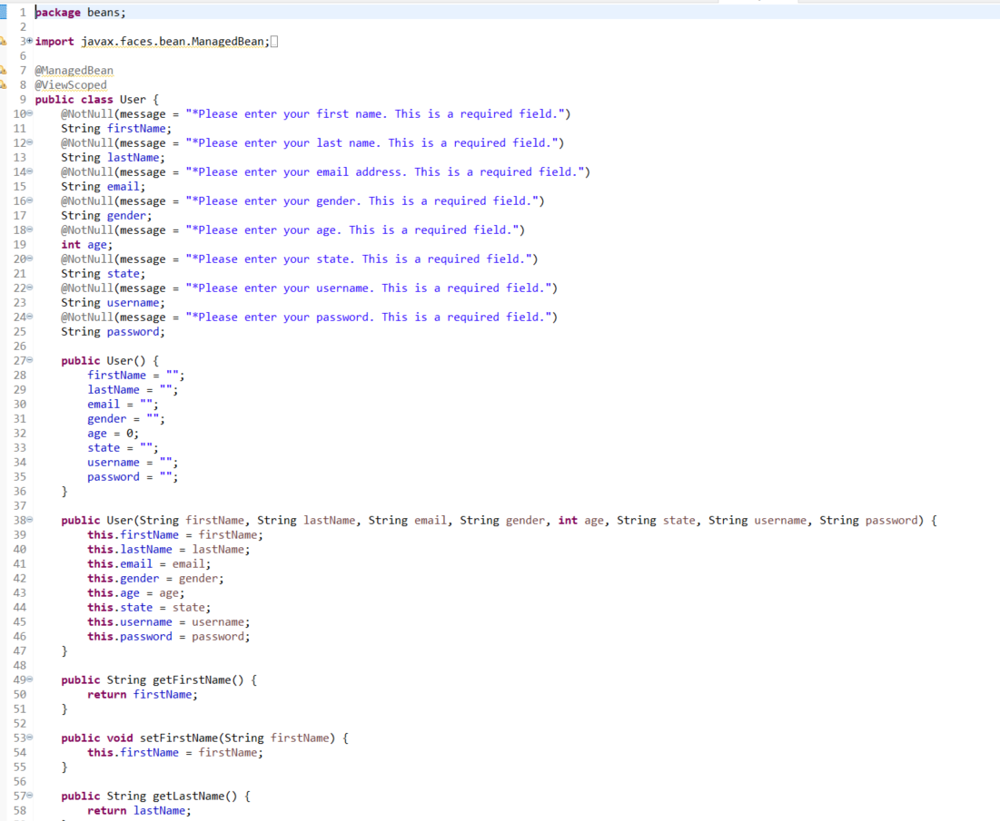 1 package beans;
2
3 import javax.faces.bean.ManagedBean;
6
7 @ManagedBean
8 @ViewScoped
9 public class User {
10     @NotNull(message = "*Please enter your first name. This is a required field.")
11     String firstName;
12     @NotNull(message = "*Please enter your last name. This is a required field.")
13     String lastName;
14     @NotNull(message = "*Please enter your email address. This is a required field.")
15     String email;
16     @NotNull(message = "*Please enter your gender. This is a required field.")
17     String gender;
18     @NotNull(message = "*Please enter your age. This is a required field.")
19     int age;
20     @NotNull(message = "*Please enter your state. This is a required field.")
21     String state;
22     @NotNull(message = "*Please enter your username. This is a required field.")
23     String username;
24     @NotNull(message = "*Please enter your password. This is a required field.")
25     String password;
26
27     public User() {
28         firstName = "";
29         lastName = "";
30         email = "";
31         gender = "";
32         age = 0;
33         state = "";
34         username = "";
35         password = "";
36     }
37
38     public User(String firstName, String lastName, String email, String gender, int age, String state, String username, String password) {
39         this.firstName = firstName;
40         this.lastName = lastName;
41         this.email = email;
42         this.gender = gender;
43         this.age = age;
44         this.state = state;
45         this.username = username;
46         this.password = password;
47     }
48
49     public String getFirstName() {
50         return firstName;
51     }
52
53     public void setFirstName(String firstName) {
54         this.firstName = firstName;
55     }
56
57     public String getLastName() {
58         return lastName;